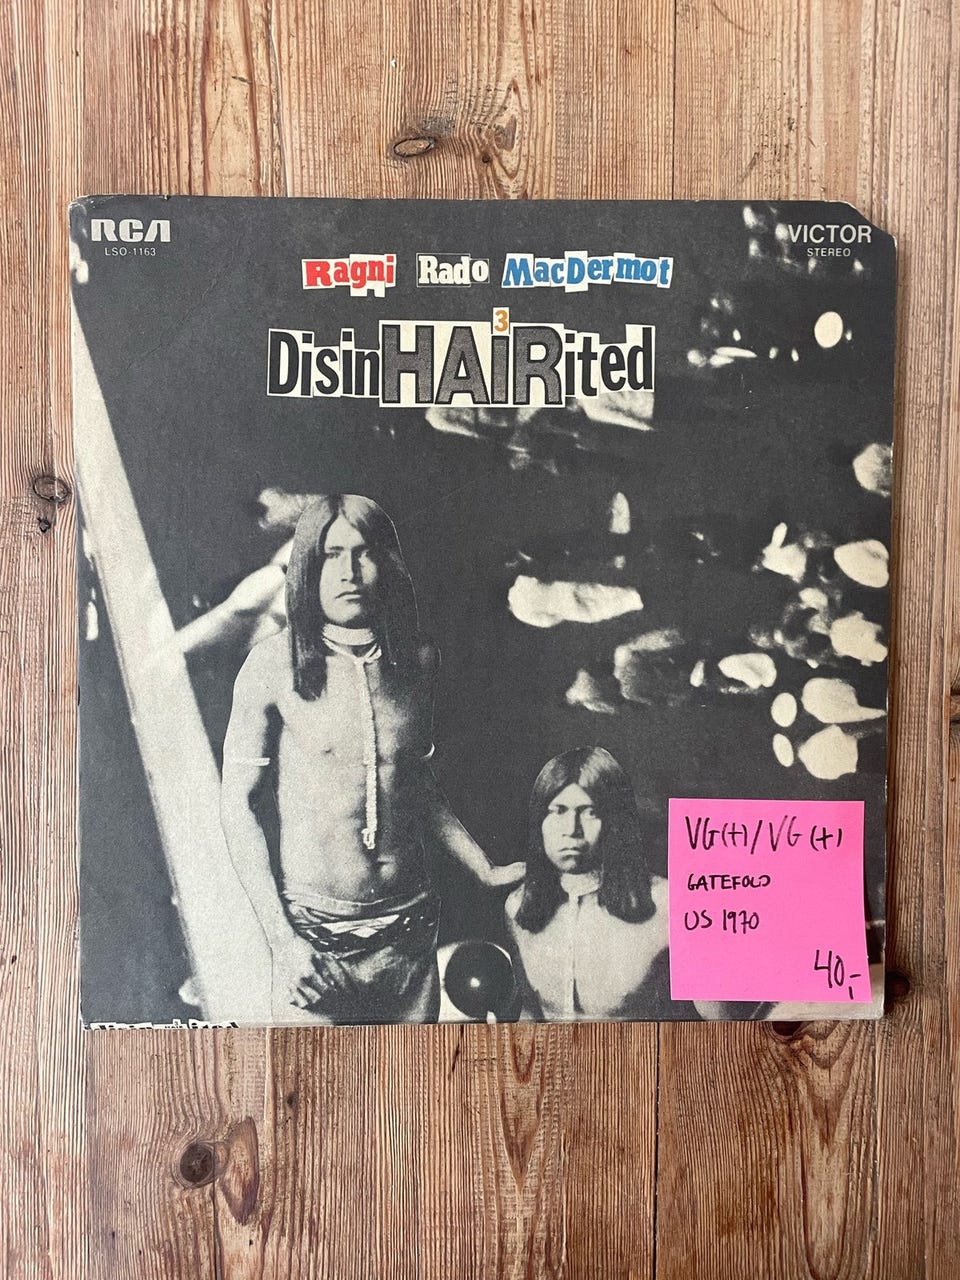 RCA
LSO-1163
VICTOR
STEREO
Ragni Rado MacDermot
3
DisinHAiRited
VG(+)/VG(+)
GATEFOLD
US 1970
40,-